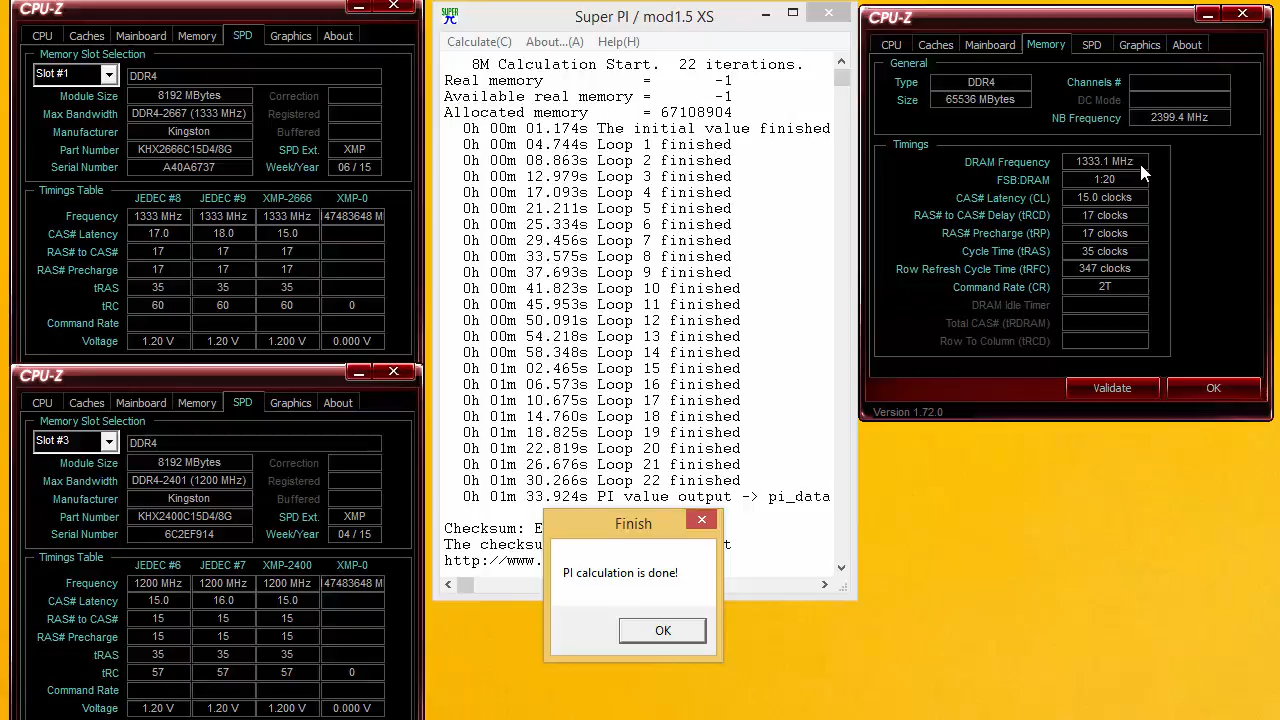 CPU-Z
CPU Caches Mainboard Memory SPD Graphics About
Memory Slot Selection
Slot #1 DDR4
Module Size 8192 MBytes Correction
Max Bandwidth DDR4-2667 (1333 MHz) Registered
Manufacturer Kingston Buffered
Part Number KHX2666C15D4/8G SPD Ext. XMP
Serial Number A40A6737 Week/Year 06 / 15
Timings Table
JEDEC #8 JEDEC #9 XMP-2666 XMP-0
Frequency 1333 MHz 1333 MHz 1333 MHz 47483648 M
CAS# Latency 17.0 18.0 15.0
RAS# to CAS# 17 17 17
RAS# Precharge 17 17 17
tRAS 35 35 35
tRC 60 60 60 0
Command Rate
Voltage 1.20 V 1.20 V 1.200 V 0.000 V
CPU-Z
CPU Caches Mainboard Memory SPD Graphics About
Memory Slot Selection
Slot #3 DDR4
Module Size 8192 MBytes Correction
Max Bandwidth DDR4-2401 (1200 MHz) Registered
Manufacturer Kingston Buffered
Part Number KHX2400C15D4/8G SPD Ext. XMP
Serial Number 6C2EF914 Week/Year 04 / 15
Timings Table
JEDEC #6 JEDEC #7 XMP-2400 XMP-0
Frequency 1200 MHz 1200 MHz 1200 MHz 47483648 M
CAS# Latency 15.0 16.0 15.0
RAS# to CAS# 15 15 15
RAS# Precharge 15 15 15
tRAS 35 35 35
tRC 57 57 57 0
Command Rate
Voltage 1.20 V 1.20 V 1.200 V 0.000 V
SUPER π Super PI / mod1.5 XS
Calculate(C) About...(A) Help(H)
8M Calculation Start. 22 iterations.
Real memory = -1
Available real memory = -1
Allocated memory = 67108904
0h 00m 01.174s The initial value finished
0h 00m 04.744s Loop 1 finished
0h 00m 08.863s Loop 2 finished
0h 00m 12.979s Loop 3 finished
0h 00m 17.093s Loop 4 finished
0h 00m 21.211s Loop 5 finished
0h 00m 25.334s Loop 6 finished
0h 00m 29.456s Loop 7 finished
0h 00m 33.575s Loop 8 finished
0h 00m 37.693s Loop 9 finished
0h 00m 41.823s Loop 10 finished
0h 00m 45.953s Loop 11 finished
0h 00m 50.091s Loop 12 finished
0h 00m 54.218s Loop 13 finished
0h 00m 58.348s Loop 14 finished
0h 01m 02.465s Loop 15 finished
0h 01m 06.573s Loop 16 finished
0h 01m 10.675s Loop 17 finished
0h 01m 14.760s Loop 18 finished
0h 01m 18.825s Loop 19 finished
0h 01m 22.819s Loop 20 finished
0h 01m 26.676s Loop 21 finished
0h 01m 30.266s Loop 22 finished
0h 01m 33.924s PI value output -> pi_data
Checksum: E
The checksu t
http://www.
Finish
PI calculation is done!
OK
CPU-Z
CPU Caches Mainboard Memory SPD Graphics About
General
Type DDR4 Channels #
Size 65536 MBytes DC Mode
NB Frequency 2399.4 MHz
Timings
DRAM Frequency 1333.1 MHz
FSB:DRAM 1:20
CAS# Latency (CL) 15.0 clocks
RAS# to CAS# Delay (tRCD) 17 clocks
RAS# Precharge (tRP) 17 clocks
Cycle Time (tRAS) 35 clocks
Row Refresh Cycle Time (tRFC) 347 clocks
Command Rate (CR) 2T
DRAM Idle Timer
Total CAS# (tRDRAM)
Row To Column (tRCD)
Validate OK
Version 1.72.0